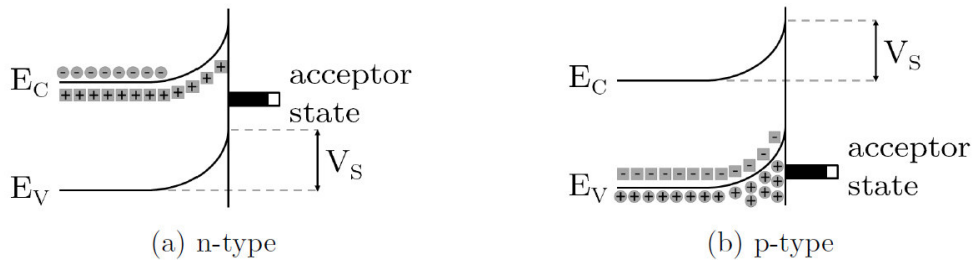 E_C
acceptor
state
V_S
E_V
(a) n-type
E_C
V_S
acceptor
state
E_V
(b) p-type